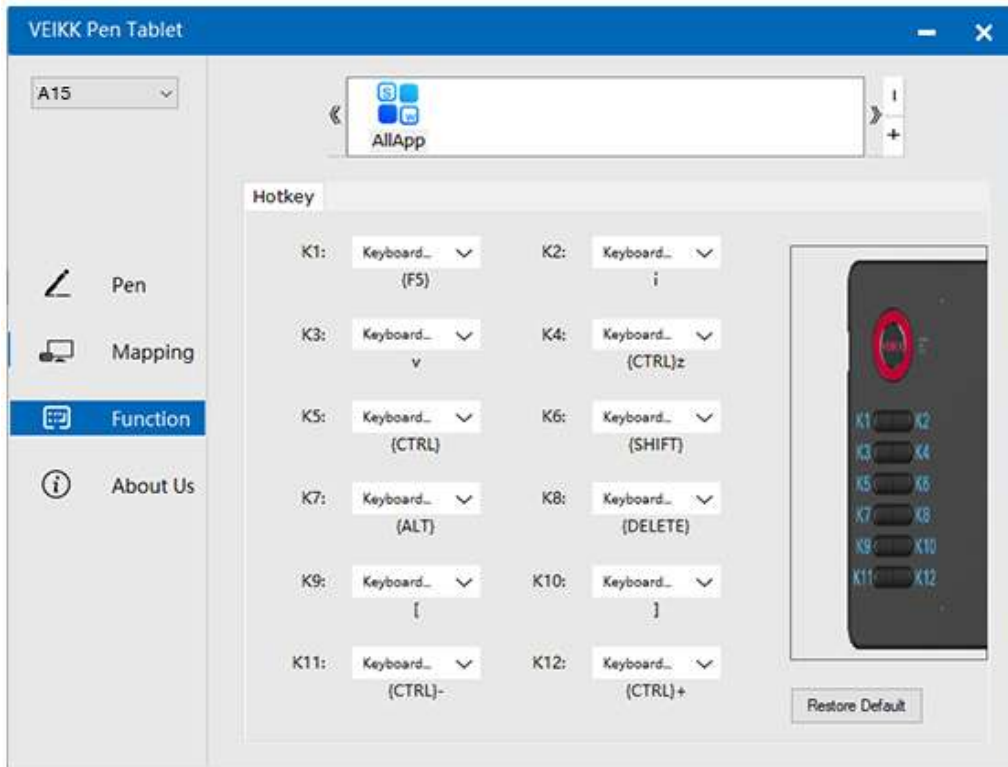 VEIKK Pen Tablet
A15
AllApp
Hotkey
K1: Keyboard... K2: Keyboard...
{F5} i
K3: Keyboard... K4: Keyboard...
v {CTRL}z
K5: Keyboard... K6: Keyboard...
{CTRL} {SHIFT}
K7: Keyboard... K8: Keyboard...
{ALT} {DELETE}
K9: Keyboard... K10: Keyboard...
[ ]
K11: Keyboard... K12: Keyboard...
{CTRL}- {CTRL}+
Pen
Mapping
Function
About Us
K1 K2
K3 K4
K5 K6
K7 K8
K9 K10
K11 K12
Restore Default